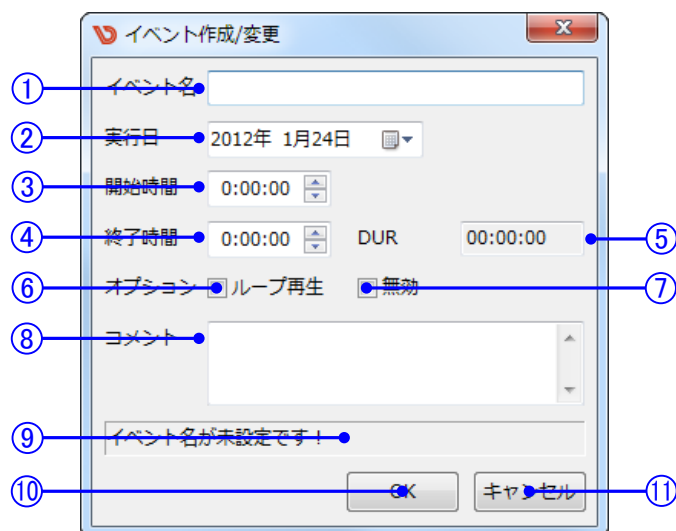 イベント作成/変更
① イベント名
② 実行日 2012年 1月24日
③ 開始時間 0:00:00
④ 終了時間 0:00:00 DUR 00:00:00 ⑤
⑥ オプション ループ再生 無効 ⑦
⑧ コメント
⑨ イベント名が未設定です!
⑩ OK キャンセル ⑪